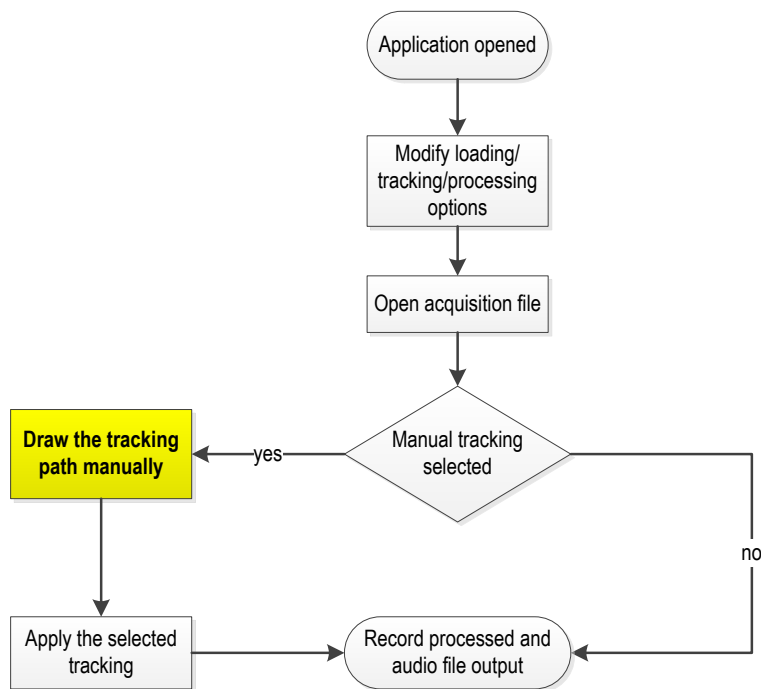 Application opened
Modify loading/
tracking/processing
options
Open acquisition file
Manual tracking
selected
yes
no
Draw the tracking
path manually
Apply the selected
tracking
Record processed and
audio file output